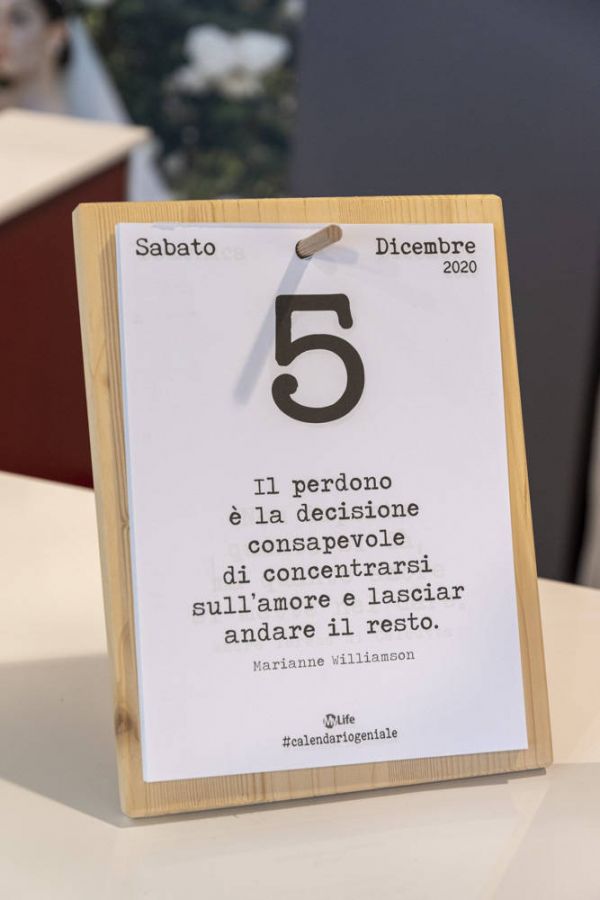 Sabato Dicembre
2020
5
Il perdono
è la decisione
consapevole
di concentrarsi
sull'amore e lasciar
andare il resto.
Marianne Williamson
MyLife
#calendariogeniale